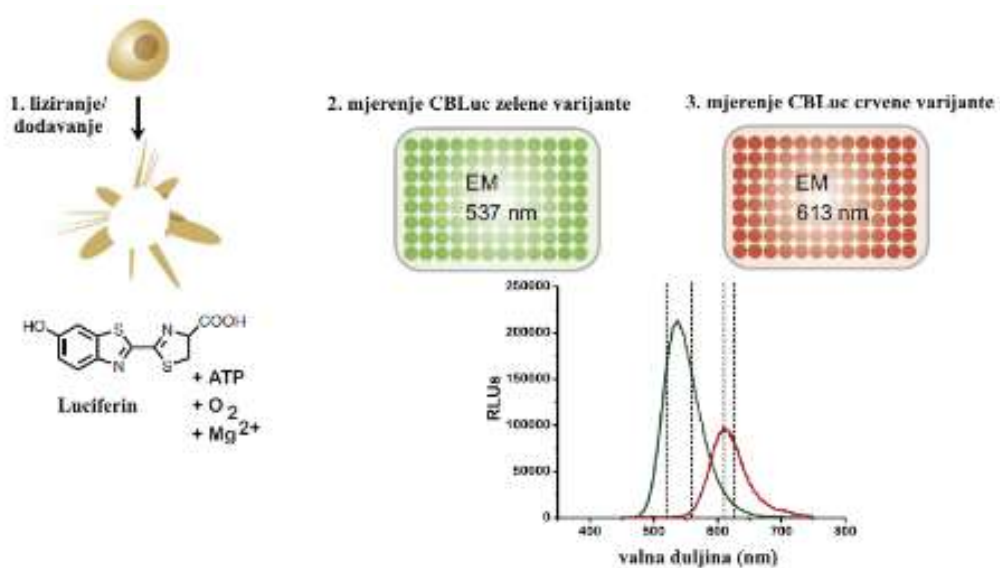 1. liziranje/
dodavanje
2. mjerenje CBLuc zelene varijante
3. mjerenje CBLuc crvene varijante
EM
537 nm
EM
613 nm
HO
S
N
N
S
COOH
Luciferin
+ ATP
+ O2
+ Mg2+
RLUs
250000
200000
150000
100000
50000
0
400
500
600
700
800
valna duljina (nm)